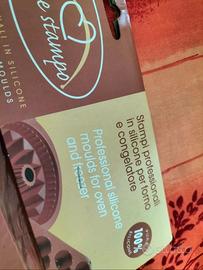 e stampo
IALI IN SILICONE
MOULDS
Stampi professionali
in silicone per forno
e congelatore
Professional silicone
moulds for oven
and freezer
100%